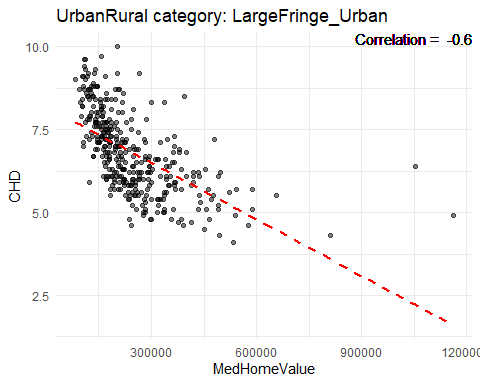 UrbanRural category: LargeFringe_Urban
Correlation = -0.6
10.0
7.5
5.0
2.5
CHD
300000
600000
900000
120000
MedHomeValue